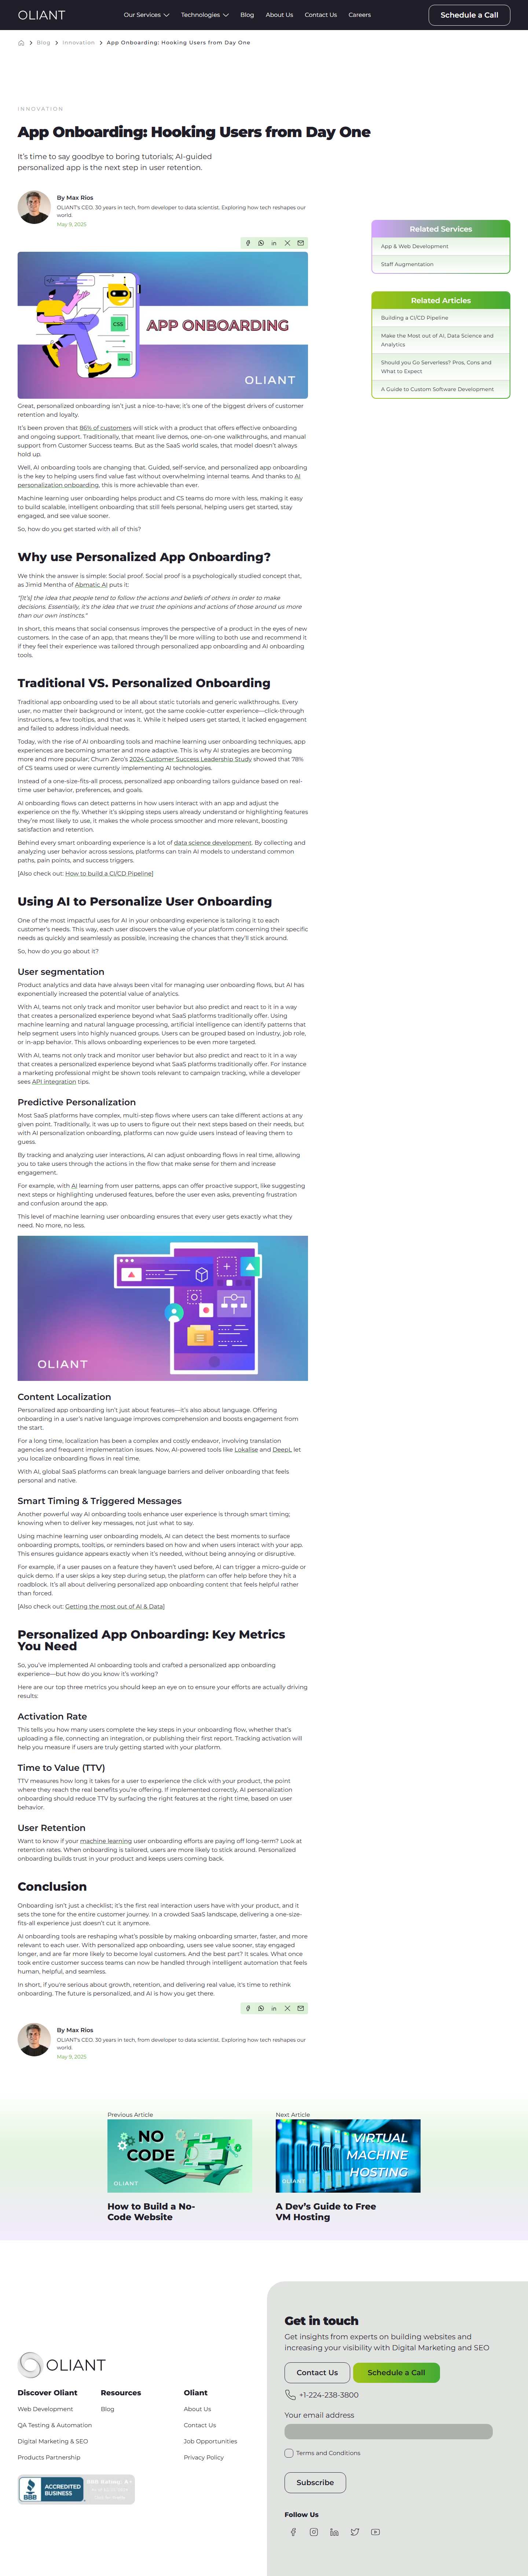 OLIANT
Our Services
Technologies
Blog
About Us
Contact Us
Careers
Schedule a Call
Blog
Innovation
App Onboarding: Hooking Users from Day One
INNOVATION
App Onboarding: Hooking Users from Day One
It's time to say goodbye to boring tutorials; AI-guided
personalized app is the next step in user retention.
By Max Rios
OLIANT's CEO. 30 years in tech, from developer to data scientist. Exploring how tech reshapes our
world.
May 9, 2025
CSS
HTML
APP ONBOARDING
OLIANT
Great, personalized onboarding isn't just a nice-to-have; it's one of the biggest drivers of customer
retention and loyalty.
It's been proven that 86% of customers will stick with a product that offers effective onboarding
and ongoing support. Traditionally, that meant live demos, one-on-one walkthroughs, and manual
support from Customer Success teams. But as the SaaS world scales, that model doesn't always
hold up.
Well, AI onboarding tools are changing that. Guided, self-service, and personalized app onboarding
is the key to helping users find value fast without overwhelming internal teams. And thanks to AI
personalization onboarding, this is more achievable than ever.
Machine learning user onboarding helps product and CS teams do more with less, making it easy
to build scalable, intelligent onboarding that still feels personal, helping users get started, stay
engaged, and see value sooner.
So, how do you get started with all of this?
Why use Personalized App Onboarding?
We think the answer is simple: Social proof. Social proof is a psychologically studied concept that,
as Jimid Mentha of Abmatic AI puts it:
"[It's] the idea that people tend to follow the actions and beliefs of others in order to make
decisions. Essentially, it's the idea that we trust the opinions and actions of those around us more
than our own instincts."
In short, this means that social consensus improves the perspective of a product in the eyes of new
customers. In the case of an app, that means they'll be more willing to both use and recommend it
if they feel their experience was tailored through personalized app onboarding and AI onboarding
tools.
Traditional VS. Personalized Onboarding
Traditional app onboarding used to be all about static tutorials and generic walkthroughs. Every
user, no matter their background or intent, got the same cookie-cutter experience—click-through
instructions, a few tooltips, and that was it. While it helped users get started, it lacked engagement
and failed to address individual needs.
Today, with the rise of AI onboarding tools and machine learning user onboarding techniques, app
experiences are becoming smarter and more adaptive. This is why AI strategies are becoming
more and more popular; Churn Zero's 2024 Customer Success Leadership Study showed that 78%
of CS teams used or were currently implementing AI technologies.
Instead of a one-size-fits-all process, personalized app onboarding tailors guidance based on real-
time user behavior, preferences, and goals.
AI onboarding flows can detect patterns in how users interact with an app and adjust the
experience on the fly. Whether it's skipping steps users already understand or highlighting features
they're most likely to use, it makes the whole process smoother and more relevant, boosting
satisfaction and retention.
Behind every smart onboarding experience is a lot of data science development. By collecting and
analyzing user behavior across sessions, platforms can train AI models to understand common
paths, pain points, and success triggers.
[Also check out: How to build a CI/CD Pipeline]
Using AI to Personalize User Onboarding
One of the most impactful uses for AI in your onboarding experience is tailoring it to each
customer's needs. This way, each user discovers the value of your platform concerning their specific
needs as quickly and seamlessly as possible, increasing the chances that they'll stick around.
So, how do you go about it?
User segmentation
Product analytics and data have always been vital for managing user onboarding flows, but AI has
exponentially increased the potential value of analytics.
With AI, teams not only track and monitor user behavior but also predict and react to it in a way
that creates a personalized experience beyond what SaaS platforms traditionally offer. Using
machine learning and natural language processing, artificial intelligence can identify patterns that
help segment users into highly nuanced groups. Users can be grouped based on industry, job role,
or in-app behavior. This allows onboarding experiences to be even more targeted.
With AI, teams not only track and monitor user behavior but also predict and react to it in a way
that creates a personalized experience beyond what SaaS platforms traditionally offer. For instance
a marketing professional might be shown tools relevant to campaign tracking, while a developer
sees API integration tips.
Predictive Personalization
Most SaaS platforms have complex, multi-step flows where users can take different actions at any
given point. Traditionally, it was up to users to figure out their next steps based on their needs, but
with AI personalization onboarding, platforms can now guide users instead of leaving them to
guess.
By tracking and analyzing user interactions, AI can adjust onboarding flows in real time, allowing
you to take users through the actions in the flow that make sense for them and increase
engagement.
For example, with AI learning from user patterns, apps can offer proactive support, like suggesting
next steps or highlighting underused features, before the user even asks, preventing frustration
and confusion around the app.
This level of machine learning user onboarding ensures that every user gets exactly what they
need. No more, no less.
OLIANT
Content Localization
Personalized app onboarding isn't just about features—it's also about language. Offering
onboarding in a user's native language improves comprehension and boosts engagement from
the start.
For a long time, localization has been a complex and costly endeavor, involving translation
agencies and frequent implementation issues. Now, AI-powered tools like Lokalise and DeepL let
you localize onboarding flows in real time.
With AI, global SaaS platforms can break language barriers and deliver onboarding that feels
personal and native.
Smart Timing & Triggered Messages
Another powerful way AI onboarding tools enhance user experience is through smart timing;
knowing when to deliver key messages, not just what to say.
Using machine learning user onboarding models, AI can detect the best moments to surface
onboarding prompts, tooltips, or reminders based on how and when users interact with your app.
This ensures guidance appears exactly when it's needed, without being annoying or disruptive.
For example, if a user pauses on a feature they haven't used before, AI can trigger a micro-guide or
quick demo. If a user skips a key step during setup, the platform can offer help before they hit a
roadblock. It's all about delivering personalized app onboarding content that feels helpful rather
than forced.
[Also check out: Getting the most out of AI & Data]
Personalized App Onboarding: Key Metrics
You Need
So, you've implemented AI onboarding tools and crafted a personalized app onboarding
experience—but how do you know it's working?
Here are our top three metrics you should keep an eye on to ensure your efforts are actually driving
results:
Activation Rate
This tells you how many users complete the key steps in your onboarding flow, whether that's
uploading a file, connecting an integration, or publishing their first report. Tracking activation will
help you measure if users are truly getting started with your platform.
Time to Value (TTV)
TTV measures how long it takes for a user to experience the click with your product, the point
where they reach the real benefits you're offering. If implemented correctly, AI personalization
onboarding should reduce TTV by surfacing the right features at the right time, based on user
behavior.
User Retention
Want to know if your machine learning user onboarding efforts are paying off long-term? Look at
retention rates. When onboarding is tailored, users are more likely to stick around. Personalized
onboarding builds trust in your product and keeps users coming back.
Conclusion
Onboarding isn't just a checklist; it's the first real interaction users have with your product, and it
sets the tone for the entire customer journey. In a crowded SaaS landscape, delivering a one-size-
fits-all experience just doesn't cut it anymore.
AI onboarding tools are reshaping what's possible by making onboarding smarter, faster, and more
relevant to each user. With personalized app onboarding, users see value sooner, stay engaged
longer, and are far more likely to become loyal customers. And the best part? It scales. What once
took entire customer success teams can now be handled through intelligent automation that feels
human, helpful, and seamless.
In short, if you're serious about growth, retention, and delivering real value, it's time to rethink
onboarding. The future is personalized, and AI is how you get there.
By Max Rios
OLIANT's CEO. 30 years in tech, from developer to data scientist. Exploring how tech reshapes our
world.
May 9, 2025
Related Services
App & Web Development
Staff Augmentation
Related Articles
Building a CI/CD Pipeline
Make the Most out of AI, Data Science and
Analytics
Should you Go Serverless? Pros, Cons and
What to Expect
A Guide to Custom Software Development
Previous Article
NO
CODE
OLIANT
How to Build a No-
Code Website
Next Article
VIRTUAL
MACHINE
HOSTING
OLIANT
A Dev's Guide to Free
VM Hosting
OLIANT
Discover Oliant
Web Development
QA Testing & Automation
Digital Marketing & SEO
Products Partnership
Resources
Blog
Oliant
About Us
Contact Us
Job Opportunities
Privacy Policy
BBB
ACCREDITED
BUSINESS
BBB Rating: A+
Get in touch
Get insights from experts on building websites and
increasing your visibility with Digital Marketing and SEO
Contact Us
Schedule a Call
+1-224-238-3800
Your email address
Terms and Conditions
Subscribe
Follow Us